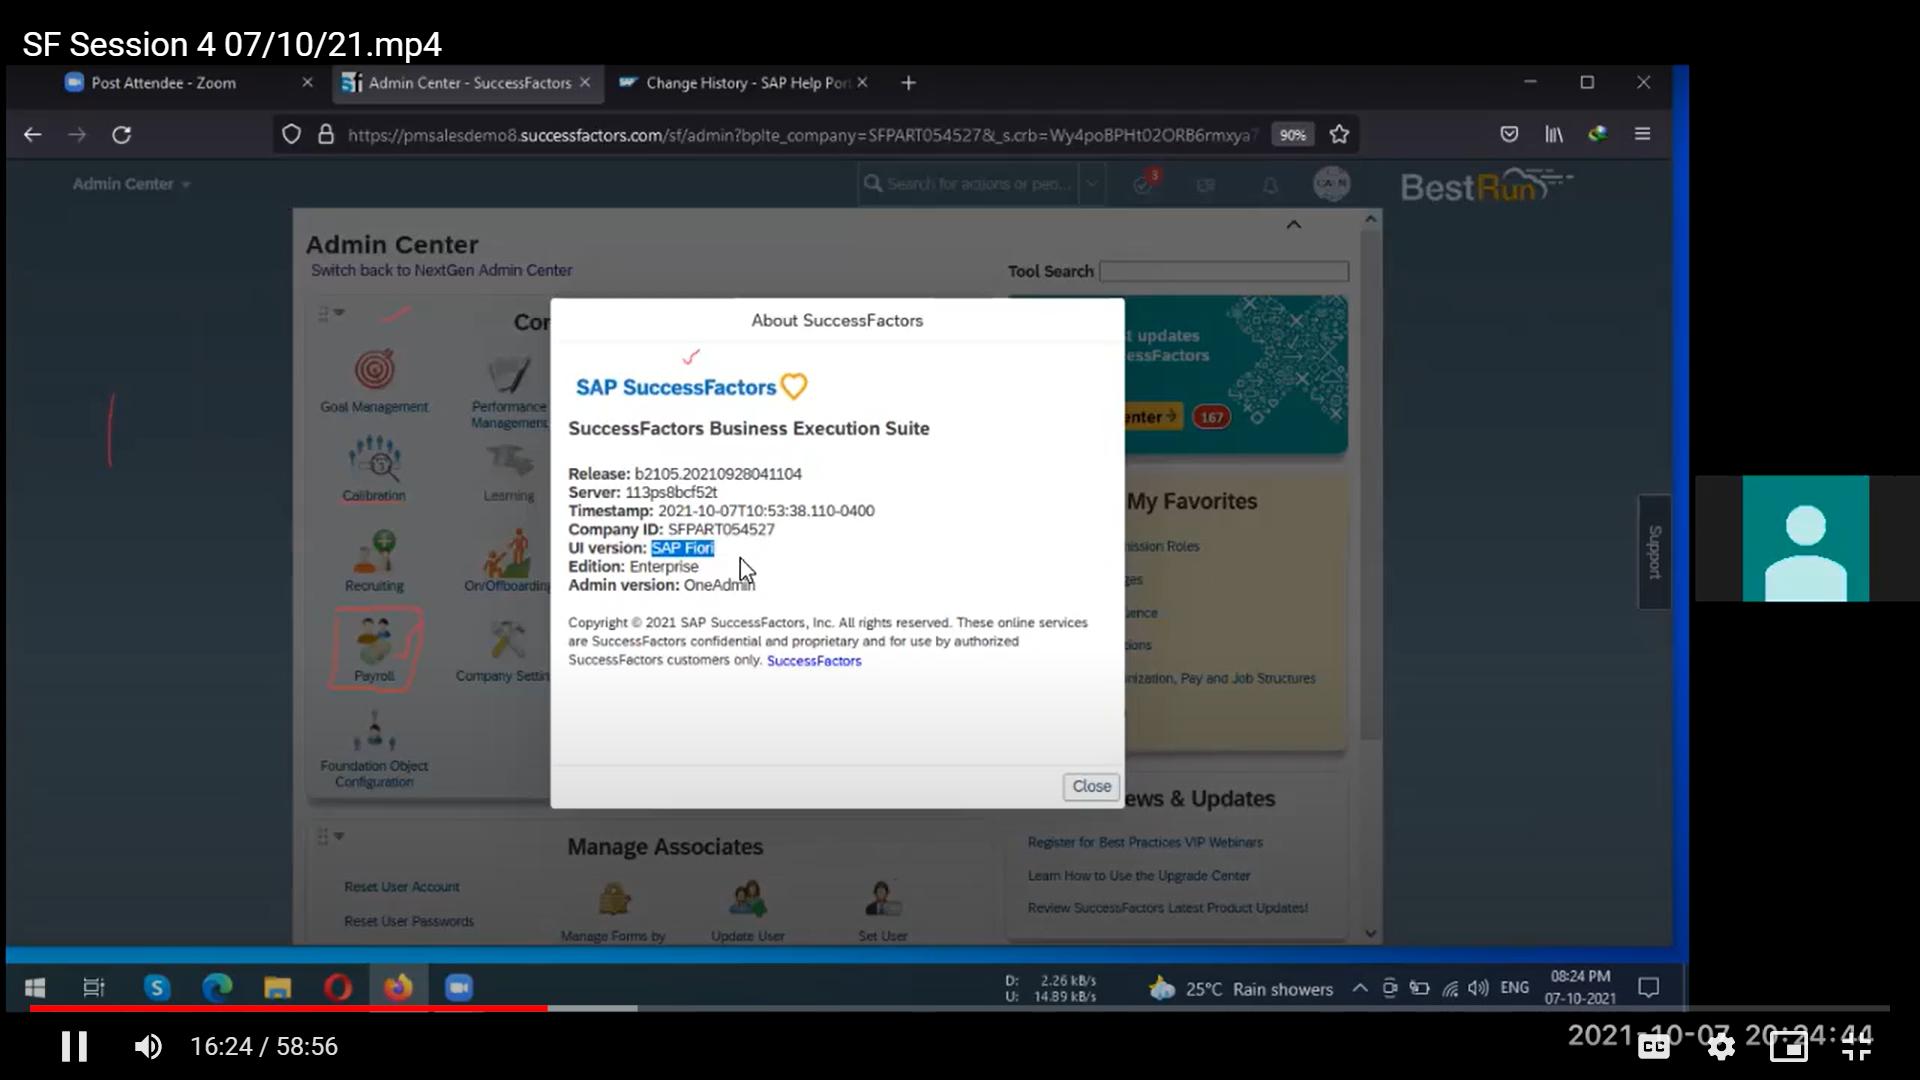 SF Session 4 07/10/21.mp4
Post Attendee - Zoom
Admin Center - SuccessFactors
Change History - SAP Help Por
https://pmsalesdemo8.successfactors.com/sf/admin?bplte_company=SFPART054527&_s.crb=Wy4poBPHt02ORB6rmxya7
90%
Admin Center
Search for actions or peo...
3
BestRun
Admin Center
Switch back to NextGen Admin Center
Tool Search
Con
About SuccessFactors
t updates
essFactors
SAP SuccessFactors
Goal Management
Performance
Management
SuccessFactors Business Execution Suite
enter
167
Release: b2105.20210928041104
Server: 113ps8bcf52t
Timestamp: 2021-10-07T10:53:38.110-0400
Company ID: SFPART054527
UI version: SAP Fiori
Edition: Enterprise
Admin version: OneAdmin
Calibration
Learning
My Favorites
ission Roles
ges
ience
tions
nization, Pay and Job Structures
Support
Recruiting
On/Offboarding
Copyright © 2021 SAP SuccessFactors, Inc. All rights reserved. These online services
are SuccessFactors confidential and proprietary and for use by authorized
SuccessFactors customers only. SuccessFactors
Payroll
Company Settin
Foundation Object
Configuration
Close
ews & Updates
Register for Best Practices VIP Webinars
Learn How to Use the Upgrade Center
Review SuccessFactors Latest Product Updates!
Manage Associates
Reset User Account
Reset User Passwords
Manage Forms by
Update User
Set User
D: 2.26 kB/s
U: 14.89 kB/s
25°C Rain showers
ENG
08:24 PM
07-10-2021
16:24 / 58:56
2021-10-07 20:24:44
CC